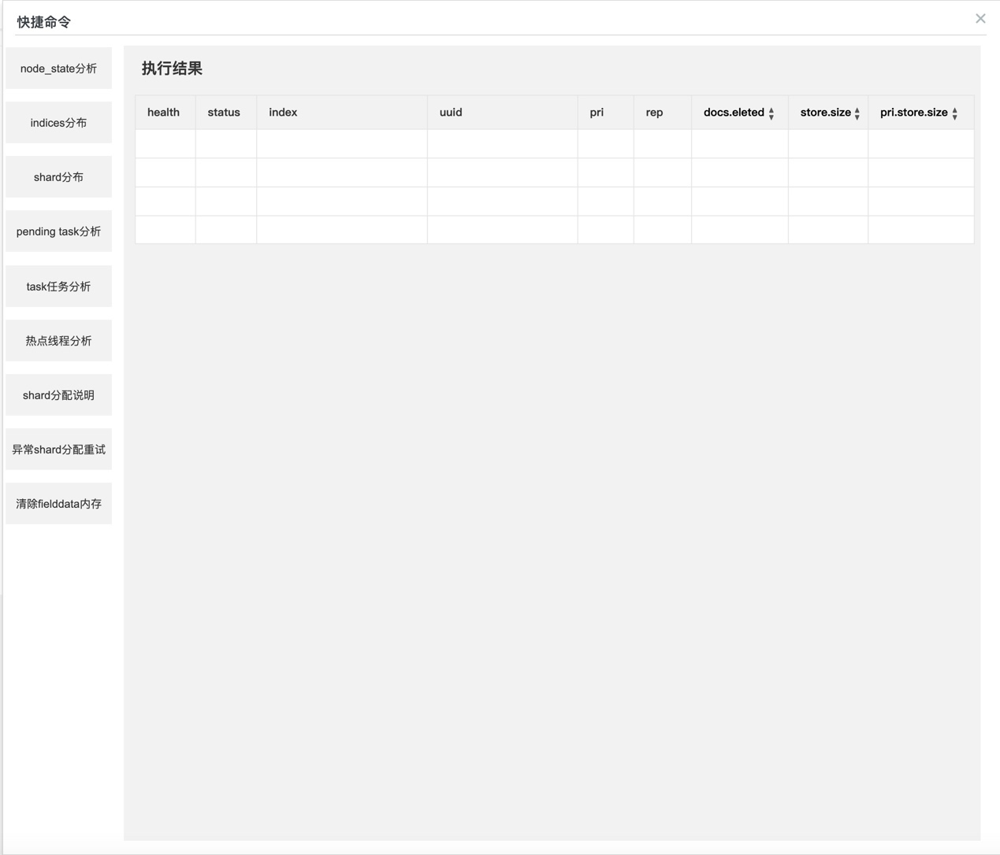 快捷命令
node_state分析
indices分布
shard分布
pending task分析
task任务分析
热点线程分析
shard分配说明
异常shard分配重试
清除fielddata内存
执行结果
health status index uuid pri rep docs.eleted store.size pri.store.size